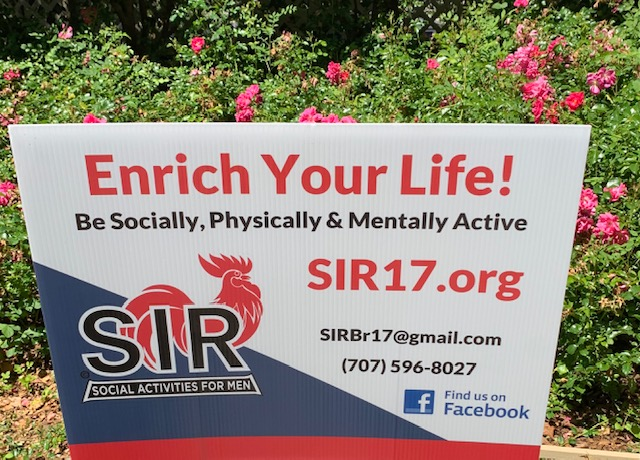 Enrich Your Life!
Be Socially, Physically & Mentally Active
SIR17.org
SIR
SOCIAL ACTIVITIES FOR MEN
SIRBr17@gmail.com
(707) 596-8027
Find us on
Facebook